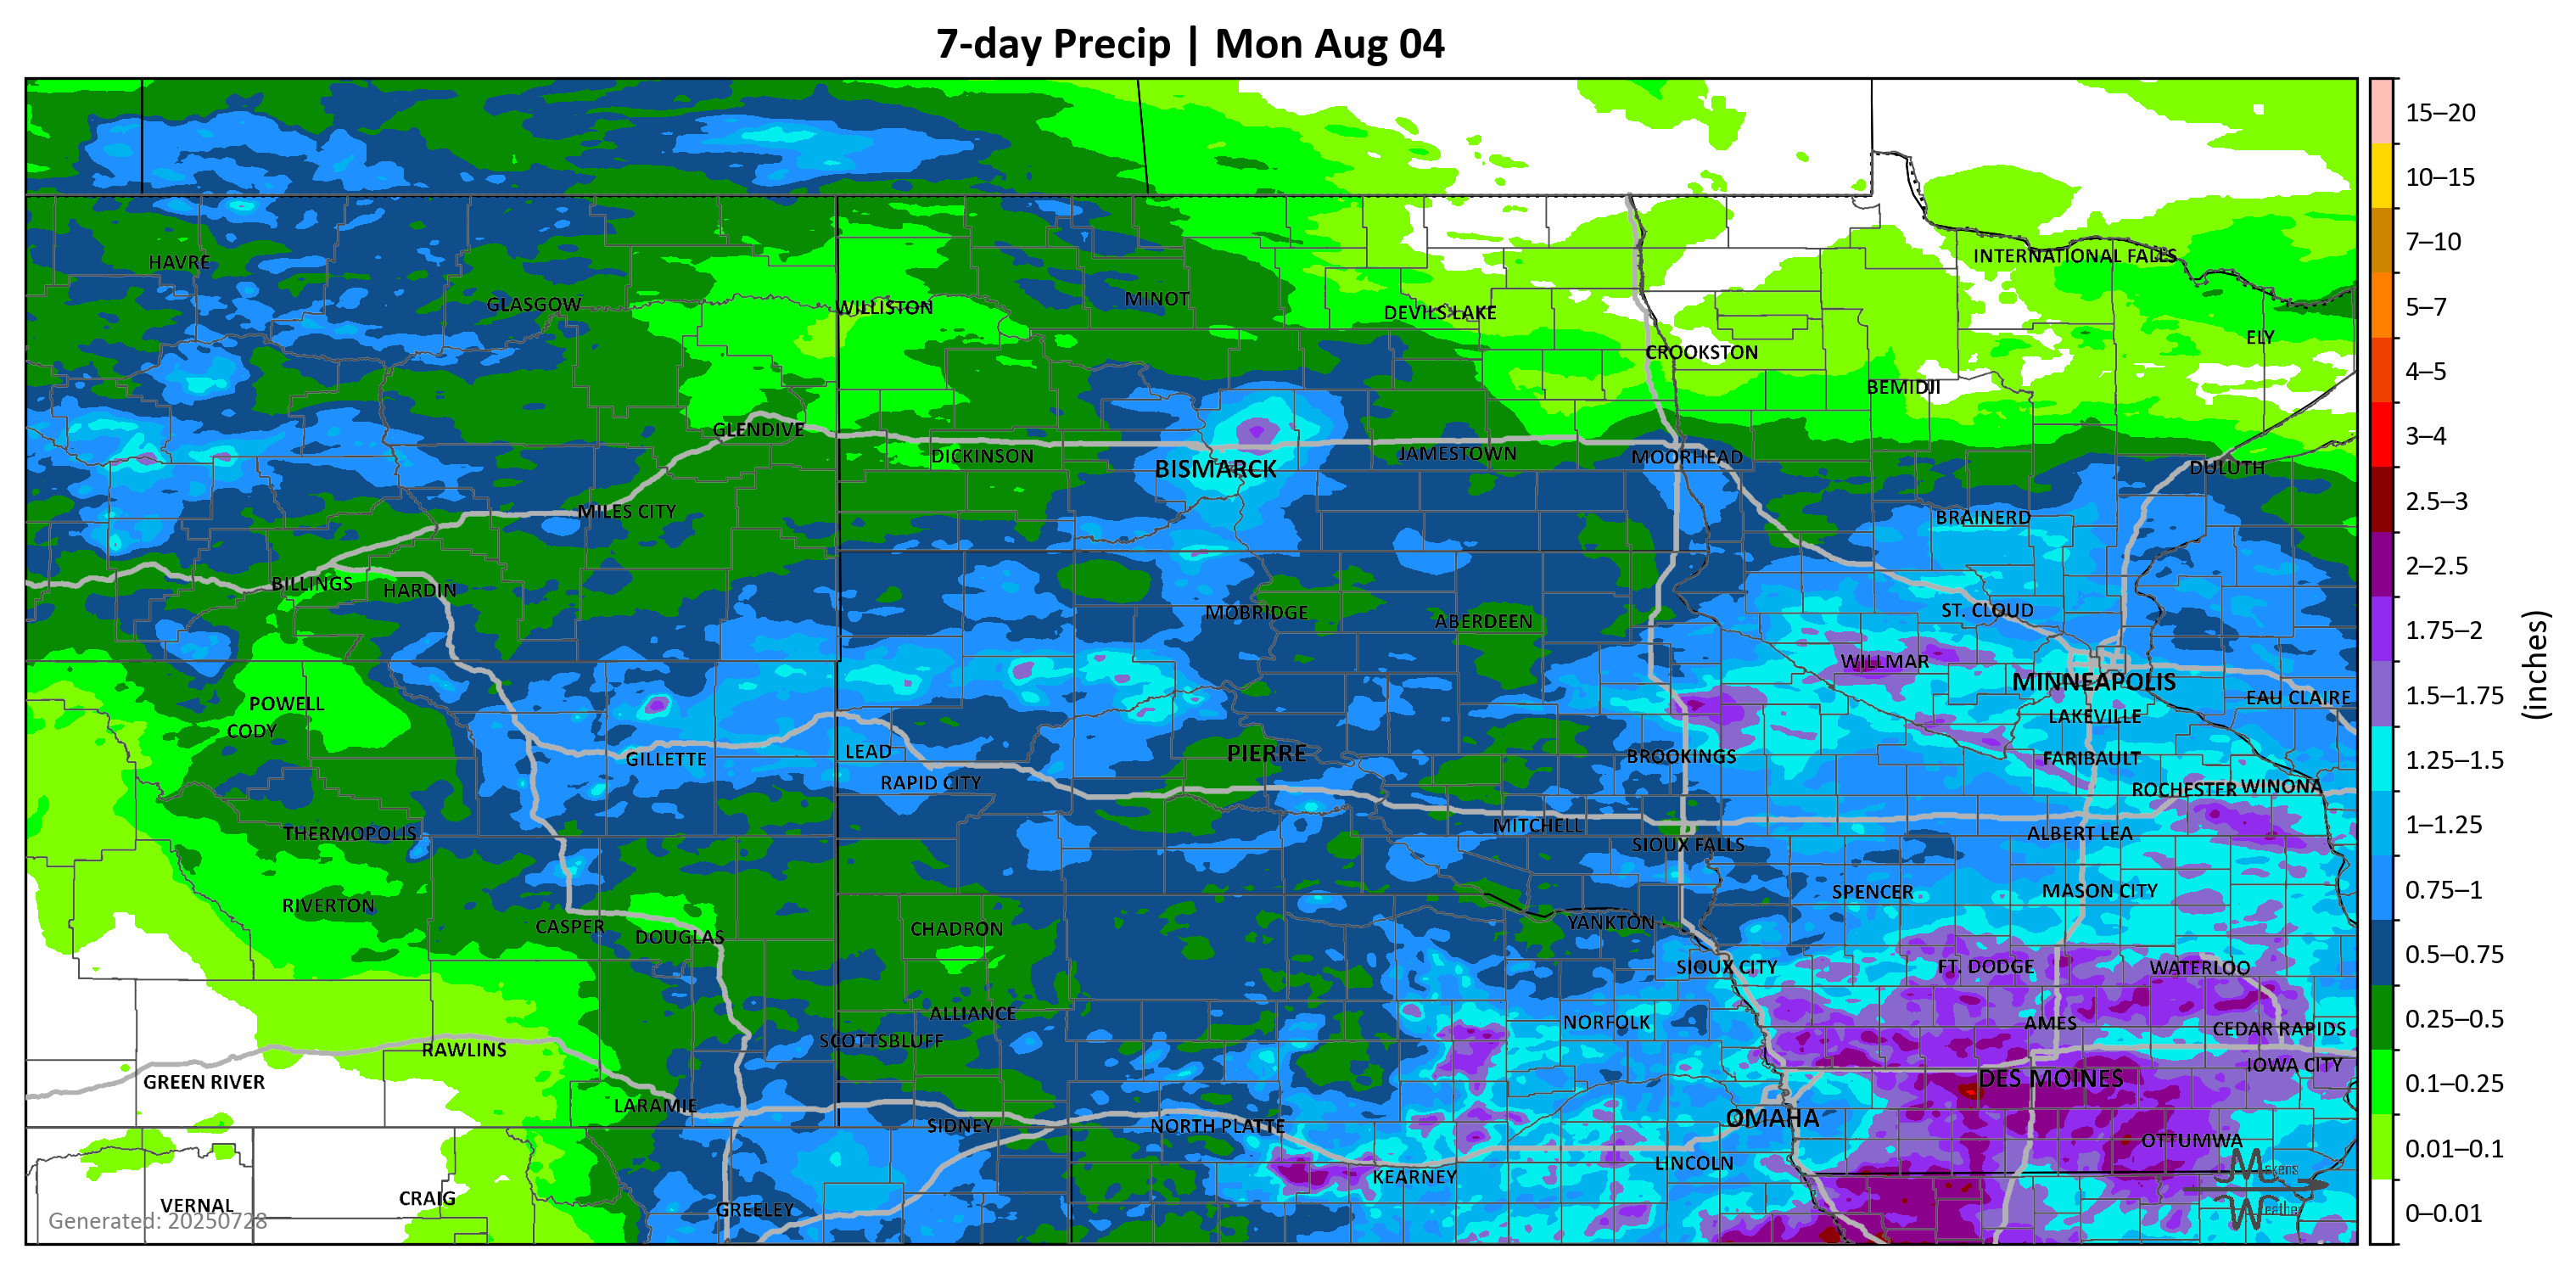 7-day Precip | Mon Aug 04
15–20
10–15
7–10
5–7
4–5
3–4
2.5–3
2–2.5
1.75–2
1.5–1.75
1.25–1.5
1–1.25
0.75–1
0.5–0.75
0.25–0.5
0.1–0.25
0.01–0.1
0–0.01
(inches)
HAVRE
INTERNATIONAL FALLS
GLASGOW
WILLISTON
MINOT
DEVILS LAKE
ELY
CROOKSTON
BEMIDJI
GLENDIVE
DICKINSON
BISMARCK
JAMESTOWN
MOORHEAD
DULUTH
MILES CITY
BRAINERD
BILLINGS
HARDIN
MOBRIDGE
ABERDEEN
ST. CLOUD
WILLMAR
MINNEAPOLIS
POWELL
EAU CLAIRE
CODY
LAKEVILLE
GILLETTE
LEAD
PIERRE
BROOKINGS
FARIBAULT
RAPID CITY
ROCHESTER
WINONA
THERMOPOLIS
MITCHELL
ALBERT LEA
SIOUX FALLS
SPENCER
MASON CITY
RIVERTON
CASPER
CHADRON
YANKTON
DOUGLAS
SIOUX CITY
FT. DODGE
WATERLOO
ALLIANCE
NORFOLK
AMES
CEDAR RAPIDS
SCOTTSBLUFF
RAWLINS
IOWA CITY
GREEN RIVER
DES MOINES
LARAMIE
SIDNEY
NORTH PLATTE
OMAHA
OTTUMWA
LINCOLN
KEARNEY
CRAIG
VERNAL
GREELEY
Generated: 20250728
Mckens
Weather